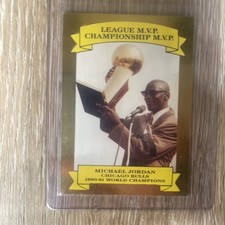 LEAGUE M.V.P.
CHAMPIONSHIP M.V.P.
MICHAEL JORDAN
CHICAGO BULLS
1990-91 WORLD CHAMPIONS